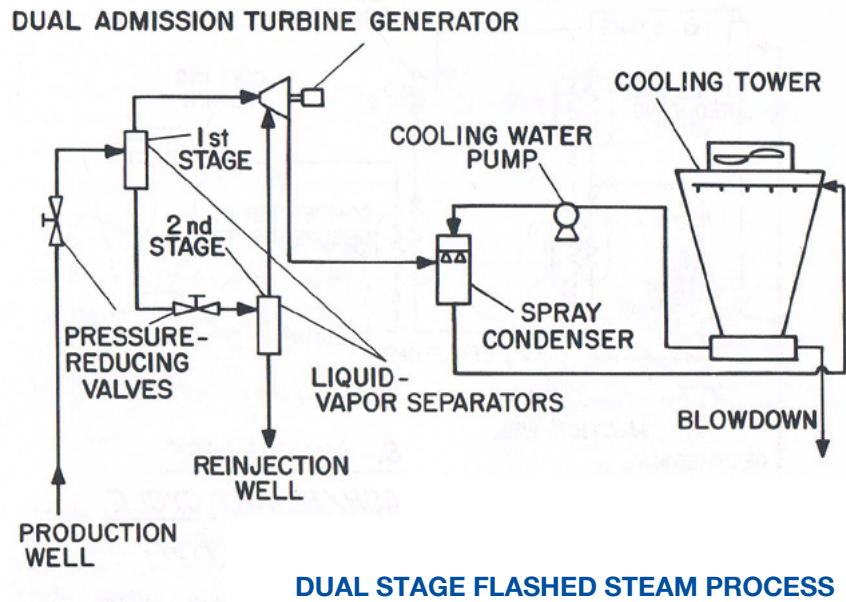 DUAL ADMISSION TURBINE GENERATOR
COOLING TOWER
COOLING WATER
PUMP
1st
STAGE
2nd
STAGE
PRESSURE-
REDUCING
VALVES
LIQUID-
VAPOR SEPARATORS
SPRAY
CONDENSER
BLOWDOWN
REINJECTION
WELL
PRODUCTION
WELL
DUAL STAGE FLASHED STEAM PROCESS